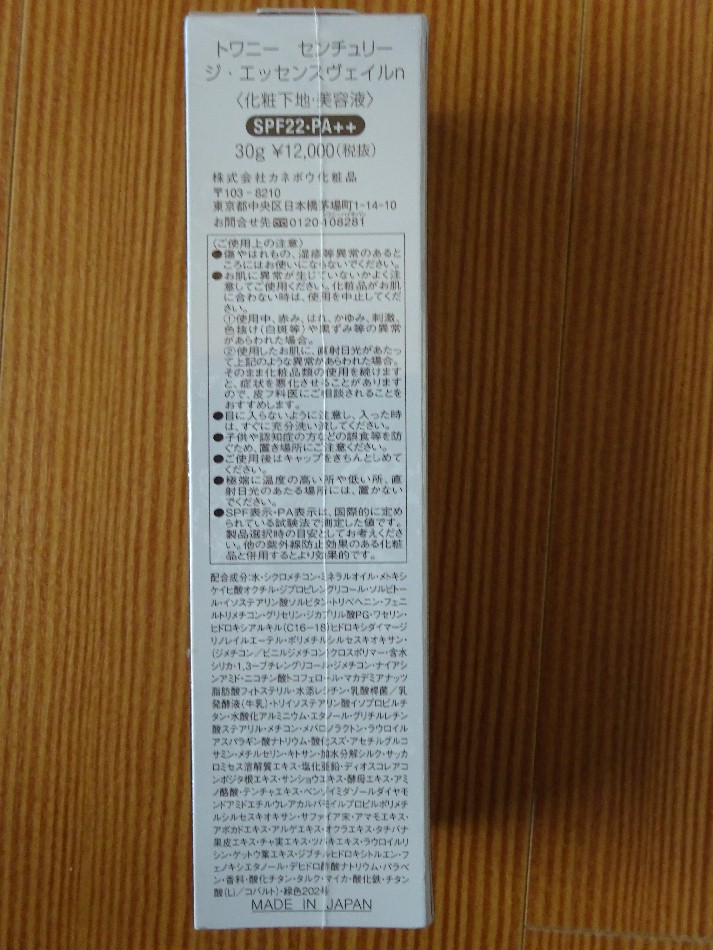 トワニー センチュリー
ジ・エッセンスヴェイルn
〈化粧下地・美容液〉
SPF22・PA++
30g ¥12,000(税抜)
株式会社カネボウ化粧品
〒103-8210
東京都中央区日本橋茅場町1-14-10
お問合せ先 0120-108281
〈ご使用上の注意〉
●傷やはれもの、湿疹等異常のあると
ころにはお使いにならないでください。
●お肌に異常が生じていないかよく注
意してご使用ください。化粧品がお肌
に合わない時は、使用を中止してくだ
さい。
①使用中、赤み、はれ、かゆみ、刺激、
色抜け(白斑等)や黒ずみ等の異常
があらわれた場合。
②使用したお肌に、直射日光があたっ
て上記のような異常があらわれた場合。
そのまま化粧品類の使用を続けます
と、症状を悪化させることがあります
ので、皮フ科医にご相談されることを
おすすめします。
●目に入らないように注意し、入った時
は、すぐに充分洗い流してください。
●子供や認知症の方などの誤食等を防
ぐため、置き場所にご注意ください。
●ご使用後はキャップをきちんとしめて
ください。
●極端に温度の高い所や低い所、直
射日光のあたる場所には、置かない
でください。
●SPF表示・PA表示は、国際的に定め
られている試験法で測定した値です。
製品選択時の目安としてお考えくださ
い。他の紫外線防止効果のある化粧
品と併用するとより効果的です。
配合成分:水・シクロメチコン・ミネラルオイル・メトキシ
ケイヒ酸オクチル・ジプロピレングリコール・ソルビトー
ル・イソステアリン酸ソルビタン・トリベヘニン・フェニ
ルトリメチコン・グリセリン・ジカプリル酸PG・ワセリン・
ヒドロキシアルキル(C16-18)ヒドロキシダイマージ
リノレイルエーテル・ポリメチルシルセスキオキサン・
(ジメチコン/ビニルジメチコン)クロスポリマー・含水
シリカ・1,3-ブチレングリコール・ジメチコン・ナイアシ
ンアミド・ニコチン酸トコフェロール・マカデミアナッツ
脂肪酸フィトステリル・水添レシチン・乳酸桿菌/乳
発酵液(牛乳)・トリイソステアリン酸イソプロピルチ
タン・水酸化アルミニウム・エタノール・グリチルレチン
酸ステアリル・メチコン・メバロノラクトン・ラウロイル
アスパラギン酸ナトリウム・酸化スズ・アセチルグルコ
サミン・メチルセリン・キトサン・加水分解シルク・サッカ
ロミセス溶解質エキス・塩化亜鉛・ディオスコレアコ
ンポジタ根エキス・サンショウエキス・酵母エキス・アミ
ノ酪酸・テンチャエキス・ベンゾイミダゾールダイヤモ
ンドアミドエチルウレアカルバモイルプロピルポリメチ
ルシルセスキオキサン・サファイア末・アマモエキス・
アボカドエキス・アルゲエキス・オクラエキス・タチバナ
果皮エキス・チャ実エキス・ツバキエキス・ラウロイルリ
シン・ゲットウ葉エキス・ジブチルヒドロキシトルエン・フ
ェノキシエタノール・デヒドロ酢酸ナトリウム・パラベ
ン・香料・酸化チタン・タルク・マイカ・酸化鉄・チタン
酸(Li/コバルト)・緑色202号
MADE IN JAPAN